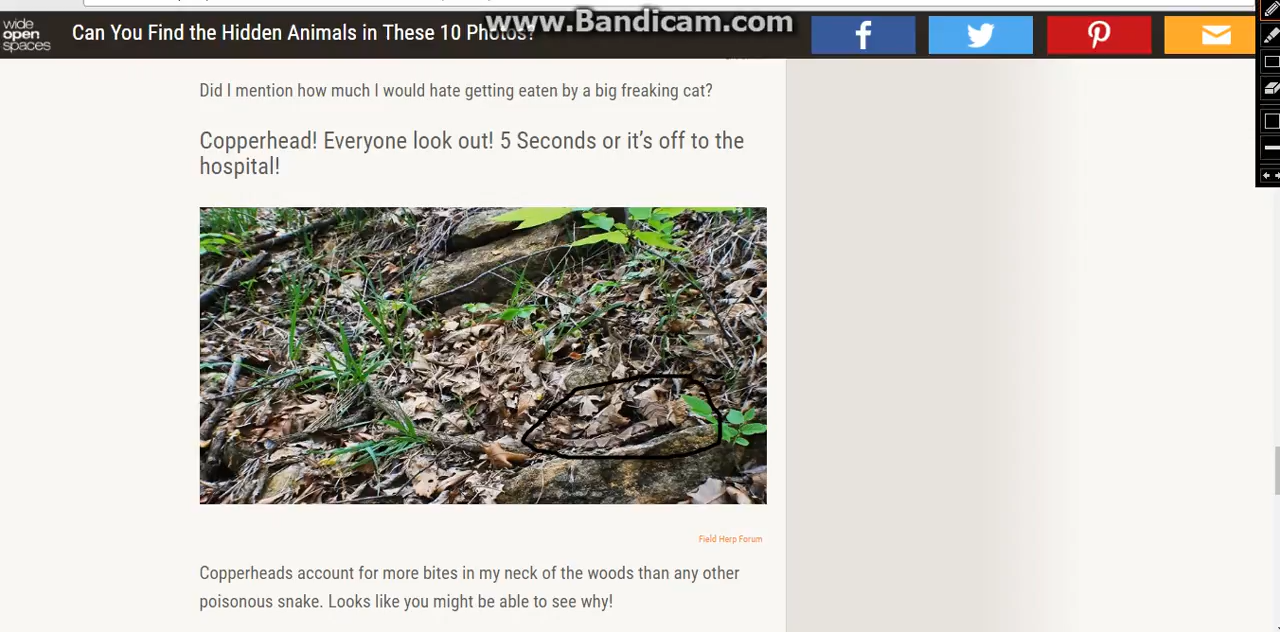 www.Bandicam.com
wide
open
spaces
Can You Find the Hidden Animals in These 10 Photos?
Did I mention how much I would hate getting eaten by a big freaking cat?
Copperhead! Everyone look out! 5 Seconds or it's off to the
hospital!
Field Herp Forum
Copperheads account for more bites in my neck of the woods than any other
poisonous snake. Looks like you might be able to see why!